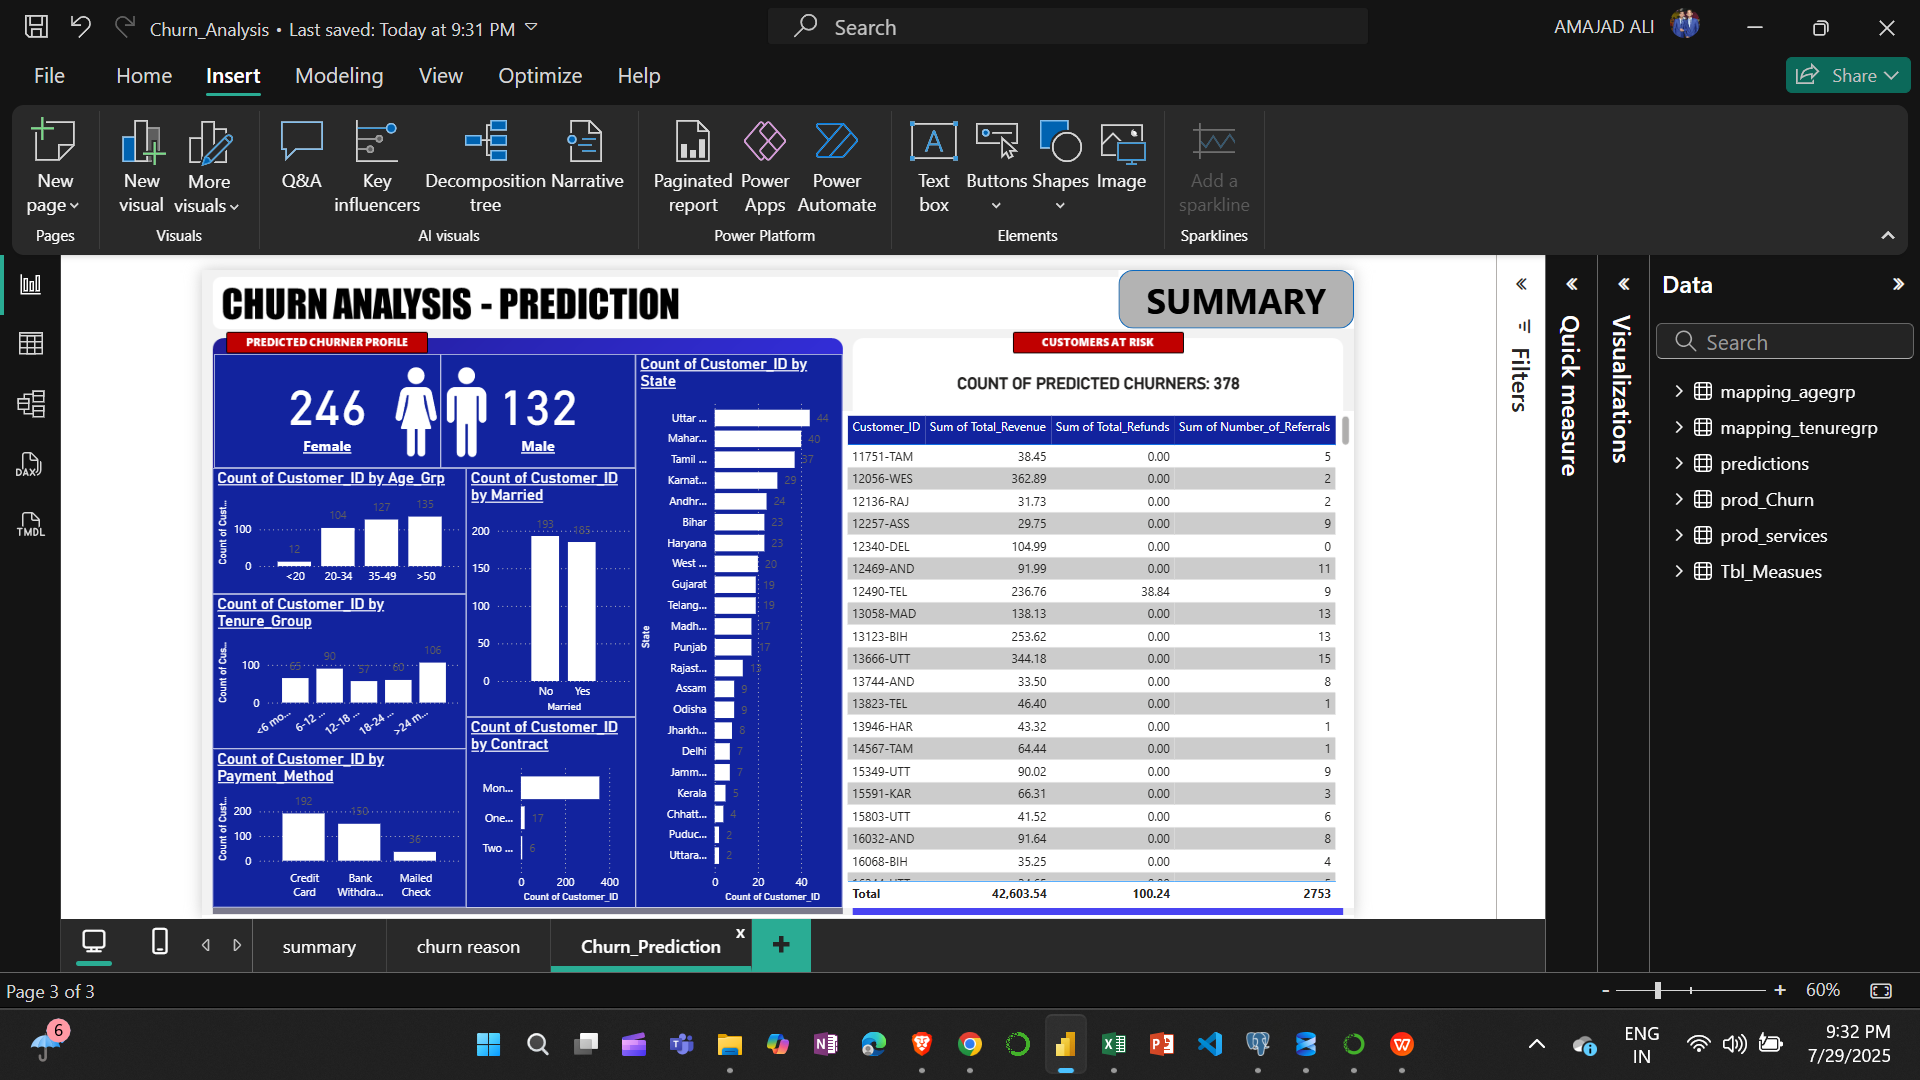 Churn_Analysis • Last saved: Today at 9:31 PM
Search
AMAJAD ALI
File Home Insert Modeling View Optimize Help
Share
New page
New visual
More visuals
Q&A
Key influencers
Decomposition tree
Narrative
Paginated report
Power Apps
Power Automate
Text box
Buttons
Shapes
Image
Add a sparkline
Pages
Visuals
AI visuals
Power Platform
Elements
Sparklines
CHURN ANALYSIS - PREDICTION
SUMMARY
PREDICTED CHURNER PROFILE
246
Female
132
Male
Count of Customer_ID by Age_Grp
Count of Cust...
100
0
12
104
127
135
<20 20-34 35-49 >50
Count of Customer_ID by
Tenure_Group
Count of Cus...
100
0
65
90
57
60
106
<6 mo... 6-12 ... 12-18 ... 18-24 ... >24 m...
Count of Customer_ID by
Payment_Method
Count of Cust...
200
100
0
192
150
36
Credit Card
Bank Withdra...
Mailed Check
Count of Customer_ID
by Married
200
150
100
50
0
193
185
No Yes
Married
Count of Customer_ID
by Contract
Mon...
One... 17
Two ... 6
0 200 400
Count of Customer_ID
Count of Customer_ID by
State
State
Uttar ... 44
Mahar... 40
Tamil ... 37
Karnat... 29
Andhr... 24
Bihar 23
Haryana 23
West ... 20
Gujarat 19
Telang... 19
Madh... 17
Punjab 17
Rajast... 13
Assam 9
Odisha 9
Jharkh... 8
Delhi 7
Jamm... 7
Kerala 5
Chhatt... 4
Puduc... 2
Uttara... 2
0 20 40
Count of Customer_ID
CUSTOMERS AT RISK
COUNT OF PREDICTED CHURNERS: 378
Customer_ID Sum of Total_Revenue Sum of Total_Refunds Sum of Number_of_Referrals
11751-TAM 38.45 0.00 5
12056-WES 362.89 0.00 2
12136-RAJ 31.73 0.00 2
12257-ASS 29.75 0.00 9
12340-DEL 104.99 0.00 0
12469-AND 91.99 0.00 11
12490-TEL 236.76 38.84 9
13058-MAD 138.13 0.00 13
13123-BIH 253.62 0.00 13
13666-UTT 344.18 0.00 15
13744-AND 33.50 0.00 8
13823-TEL 46.40 0.00 1
13946-HAR 43.32 0.00 1
14567-TAM 64.44 0.00 1
15349-UTT 90.02 0.00 9
15591-KAR 66.31 0.00 3
15803-UTT 41.52 0.00 6
16032-AND 91.64 0.00 8
16068-BIH 35.25 0.00 4
Total 42,603.54 100.24 2753
Filters
Quick measure
Visualizations
Data
Search
mapping_agegrp
mapping_tenuregrp
predictions
prod_Churn
prod_services
Tbl_Measues
DAX
TMDL
summary
churn reason
Churn_Prediction
x
+
Page 3 of 3
- + 60%
6
ENG
IN
9:32 PM
7/29/2025